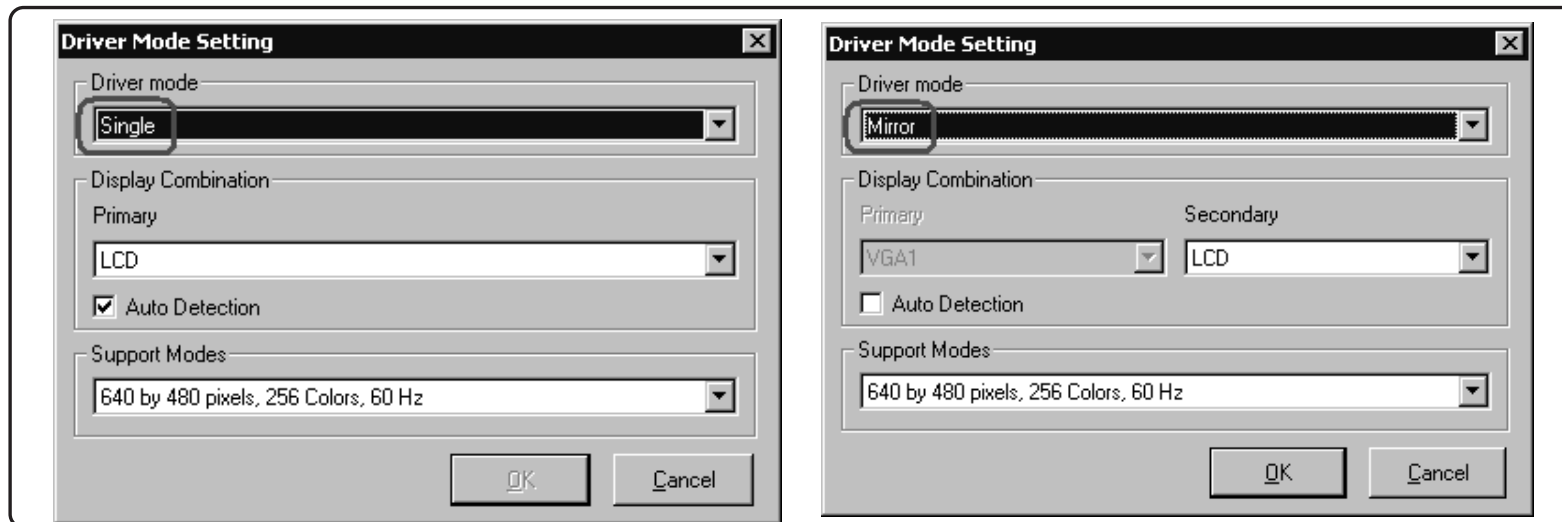 Driver Mode Setting
Driver mode
Single
Display Combination
Primary
LCD
Auto Detection
Support Modes
640 by 480 pixels, 256 Colors, 60 Hz
OK Cancel
Driver Mode Setting
Driver mode
Mirror
Display Combination
Primary Secondary
VGA1 LCD
Auto Detection
Support Modes
640 by 480 pixels, 256 Colors, 60 Hz
OK Cancel